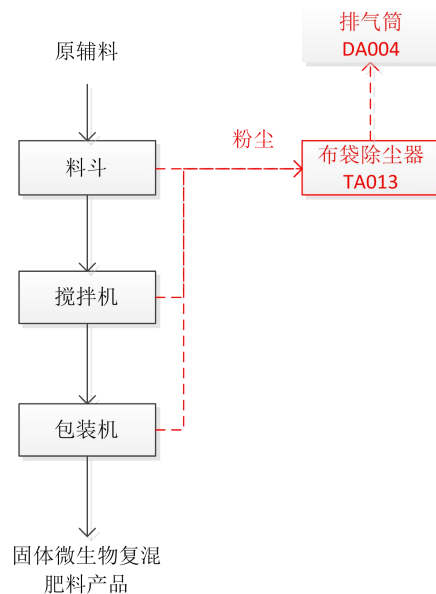 排气筒
DA004
原辅料
粉尘
布袋除尘器
TA013
料斗
搅拌机
包装机
固体微生物复混
肥料产品